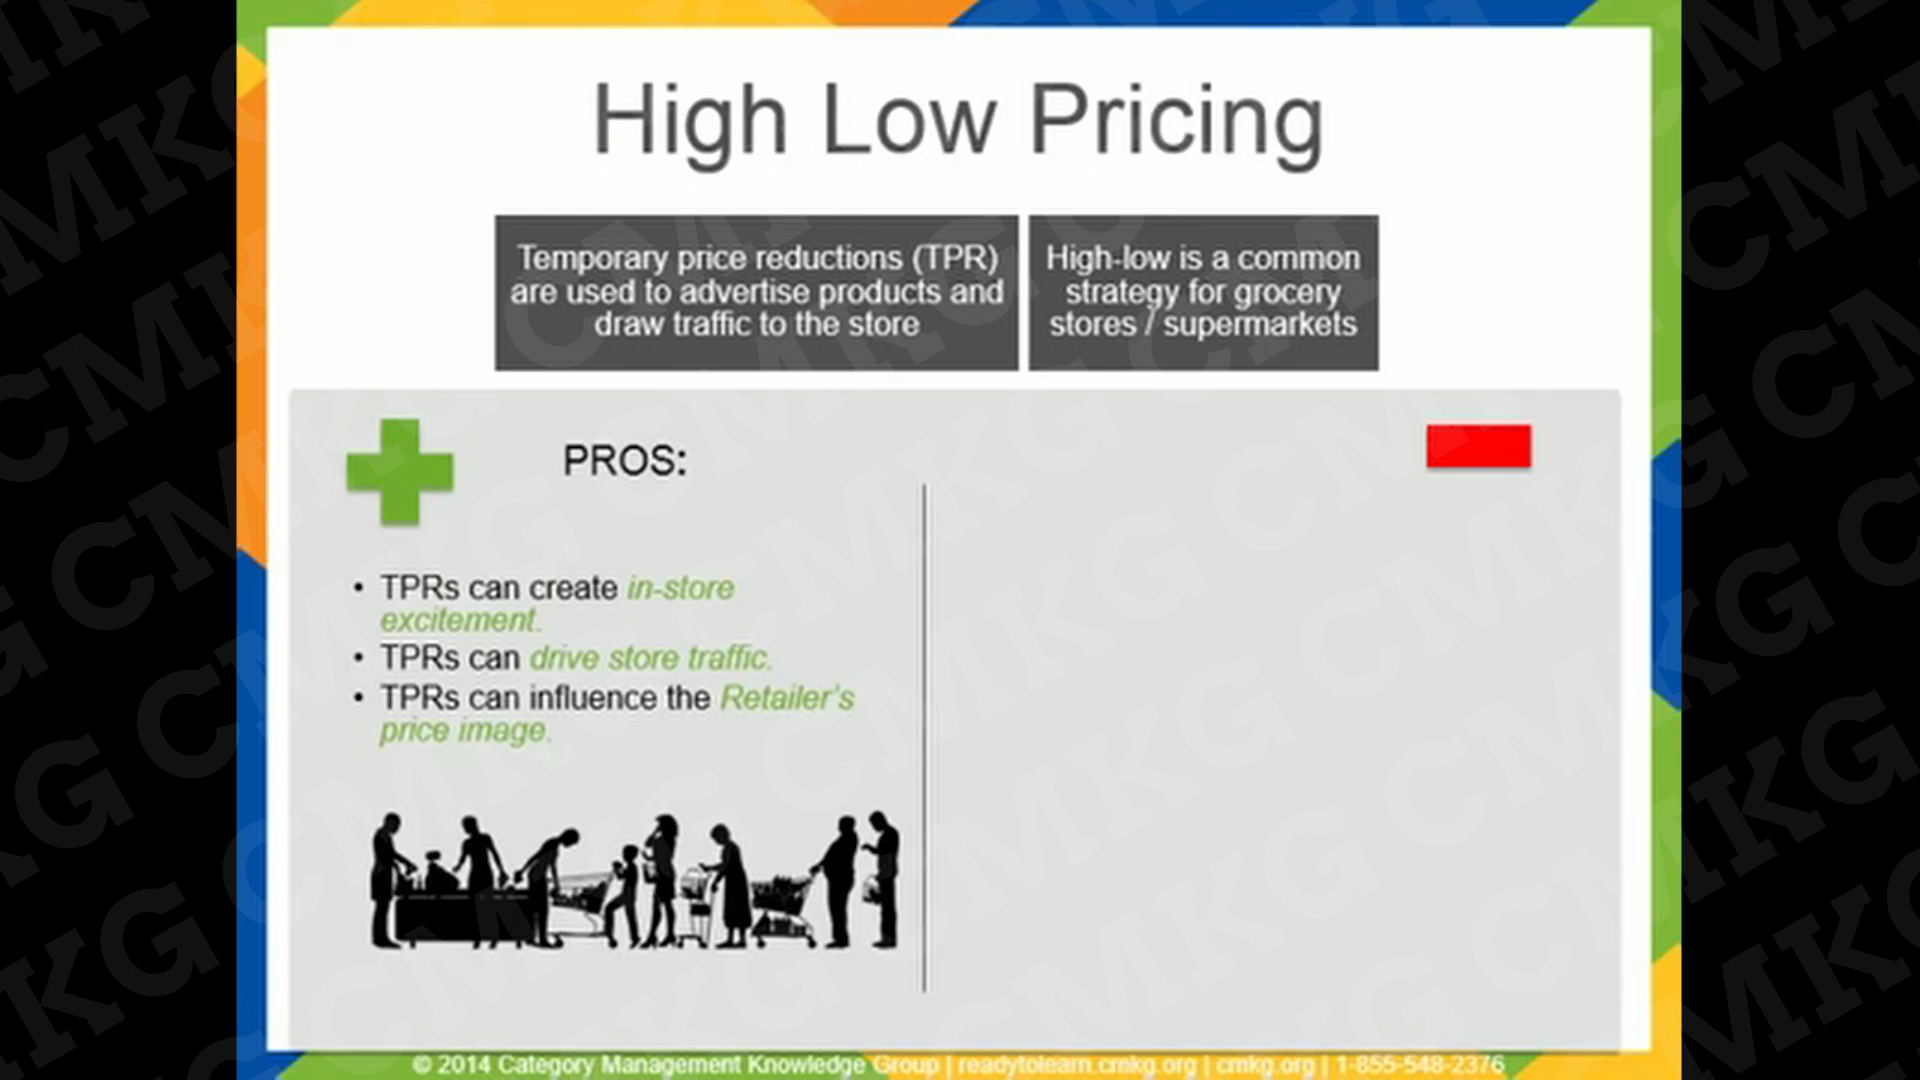 High Low Pricing
Temporary price reductions (TPR)
are used to advertise products and
draw traffic to the store
High-low is a common
strategy for grocery
stores / supermarkets
PROS:
• TPRs can create in-store
excitement.
• TPRs can drive store traffic.
• TPRs can influence the Retailer's
price image.
© 2014 Category Management Knowledge Group | readytolearn.cmkg.org | cmkg.org | 1-855-548-2376
CMKG